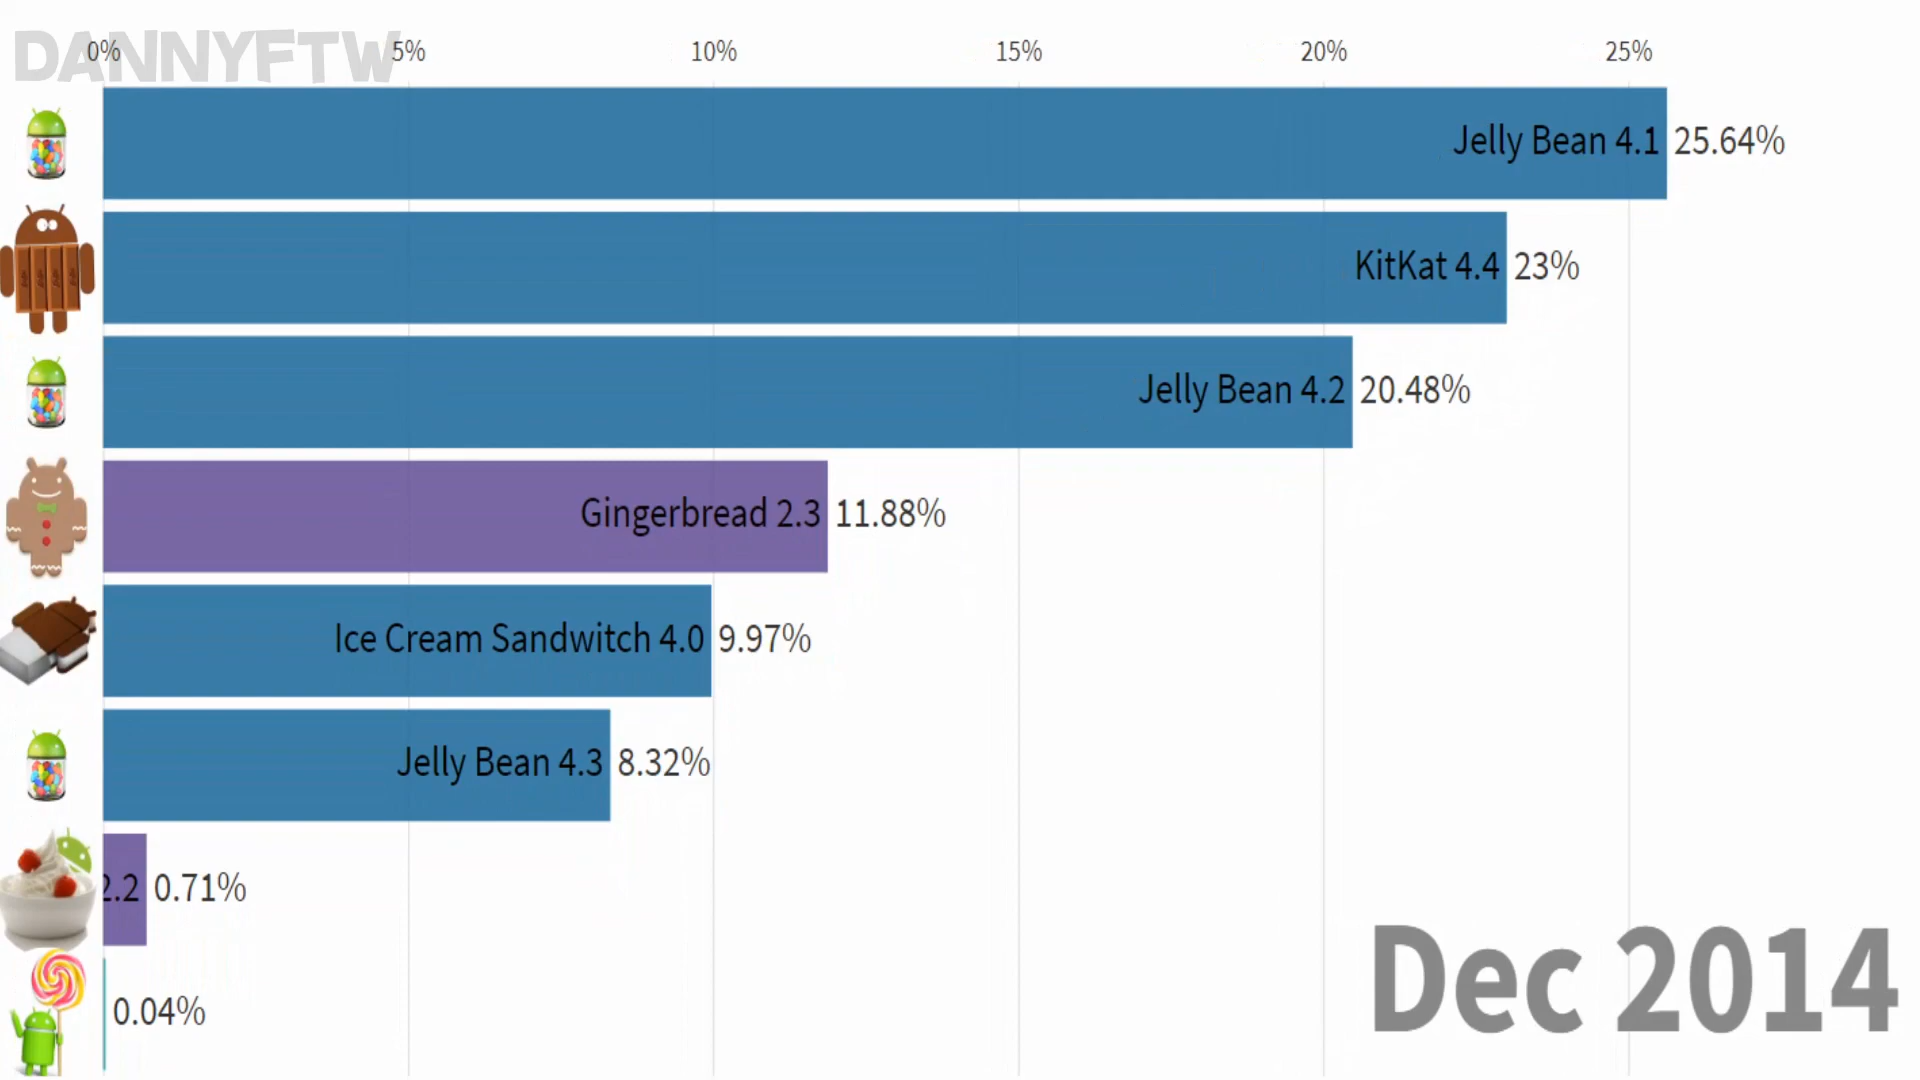 DANNYFTW
0% 5% 10% 15% 20% 25%
Jelly Bean 4.1 25.64%
KitKat 4.4 23%
Jelly Bean 4.2 20.48%
Gingerbread 2.3 11.88%
Ice Cream Sandwitch 4.0 9.97%
Jelly Bean 4.3 8.32%
2.2 0.71%
0.04%
Dec 2014